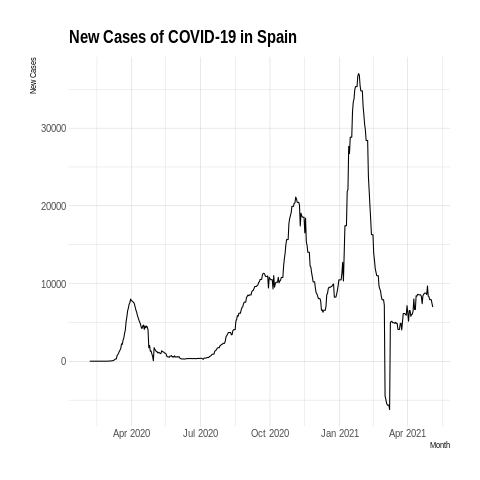 New Cases of COVID-19 in Spain
New Cases
30000
20000
10000
0
Apr 2020 Jul 2020 Oct 2020 Jan 2021 Apr 2021
Month